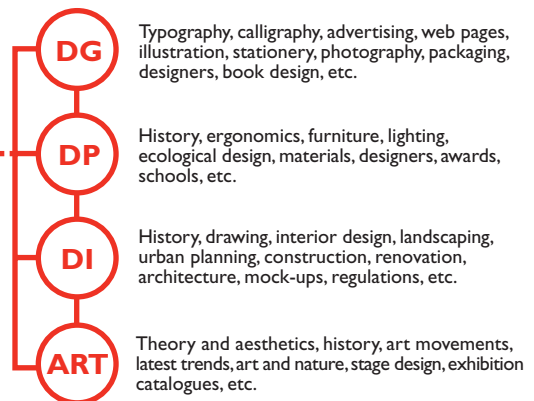 DG
Typography, calligraphy, advertising, web pages,
illustration, stationery, photography, packaging,
designers, book design, etc.
DP
History, ergonomics, furniture, lighting,
ecological design, materials, designers, awards,
schools, etc.
DI
History, drawing, interior design, landscaping,
urban planning, construction, renovation,
architecture, mock-ups, regulations, etc.
ART
Theory and aesthetics, history, art movements,
latest trends, art and nature, stage design, exhibition
catalogues, etc.